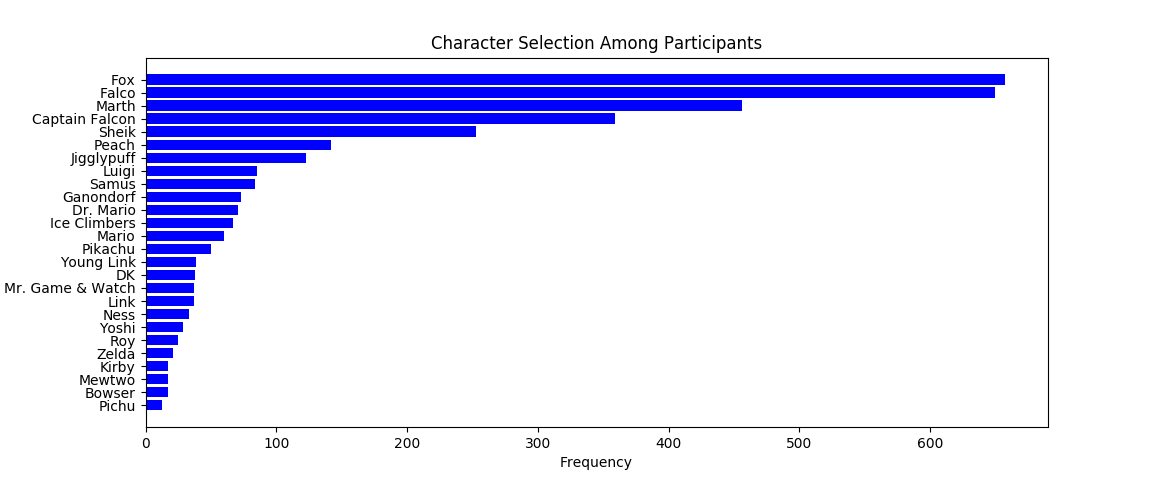 Character Selection Among Participants
Fox
Falco
Marth
Captain Falcon
Sheik
Peach
Jigglypuff
Luigi
Samus
Ganondorf
Dr. Mario
Ice Climbers
Mario
Pikachu
Young Link
DK
Mr. Game & Watch
Link
Ness
Yoshi
Roy
Zelda
Kirby
Mewtwo
Bowser
Pichu
0 100 200 300 400 500 600
Frequency